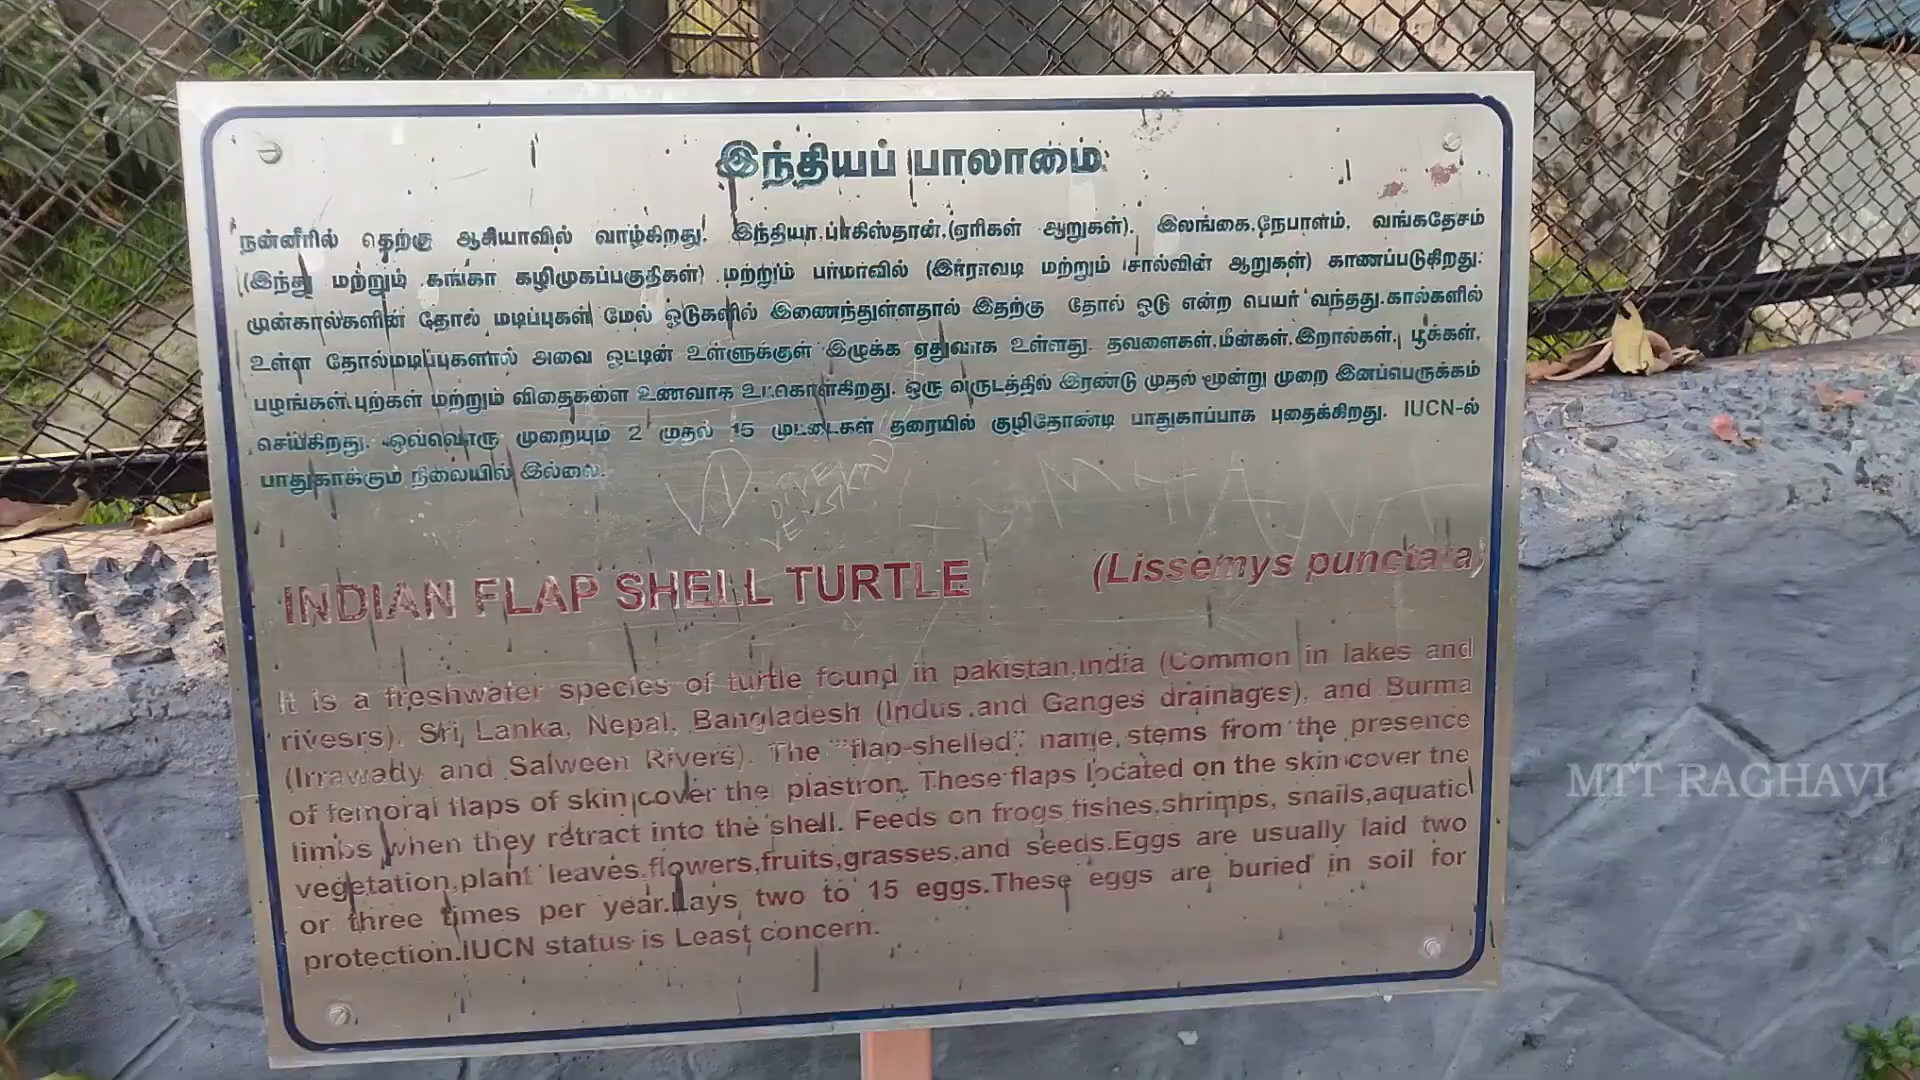 இந்தியப் பாலாமை
நன்னீரில் தெற்கு ஆசியாவில் வாழ்கிறது. இந்தியா,பாகிஸ்தான்,(ஏரிகள் ஆறுகள்). இலங்கை,நேபாளம், வங்கதேசம்
(இந்து மற்றும் கங்கா கழிமுகப்பகுதிகள்) மற்றும் பர்மாவில் (இர்ராவடி மற்றும் சால்வின் ஆறுகள்) காணப்படுகிறது.
முன்கால்களின் தோல் மடிப்புகள் மேல் ஓடுகளில் இணைந்துள்ளதால் இதற்கு தோல் ஓடு என்ற பெயர் வந்தது.கால்களில்
உள்ள தோல்மடிப்புகளால் அவை ஓட்டின் உள்ளுக்குள் இழுக்க ஏதுவாக உள்ளது. தவளைகள்,மீன்கள்,இறால்கள், பூக்கள்,
பழங்கள்,புற்கள் மற்றும் விதைகளை உணவாக உட்கொள்கிறது. ஒரு வருடத்தில் இரண்டு முதல் மூன்று முறை இனப்பெருக்கம்
செய்கிறது. ஒவ்வொரு முறையும் 2 முதல் 15 முட்டைகள் தரையில் குழிதோண்டி பாதுகாப்பாக புதைக்கிறது. IUCN-ல்
பாதுகாக்கும் நிலையில் இல்லை.
INDIAN FLAP SHELL TURTLE (Lissemys punctata)
It is a freshwater species of turtle found in pakistan,india (Common in lakes and
rivesrs). Sri Lanka, Nepal, Bangladesh (Indus and Ganges drainages), and Burma
(Irrawady and Salween Rivers). The "flap-shelled" name stems from the presence
of femoral flaps of skin cover the plastron. These flaps located on the skin cover the
limbs when they retract into the shell. Feeds on frogs,fishes,shrimps, snails,aquatic
vegetation,plant leaves,flowers,fruits,grasses,and seeds.Eggs are usually laid two
or three times per year.Lays two to 15 eggs.These eggs are buried in soil for
protection.IUCN status is Least concern.
MTT RAGHAVI